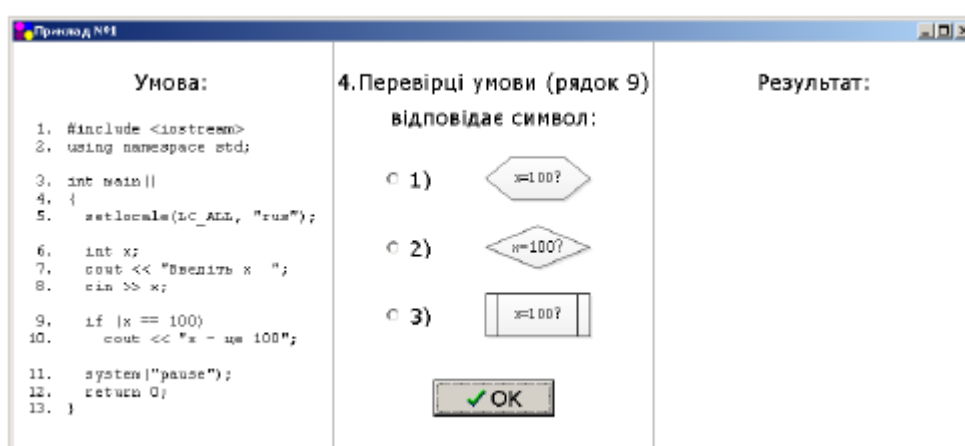 Приклад №1
Умова:
1. #include <iostream>
2. using namespace std;
3. int main()
4. {
5. setlocale(LC_ALL, "rus");
6. int x;
7. cout << "Введіть x ";
8. cin >> x;
9. if (x == 100)
10. cout << "x - це 100";
11. system("pause");
12. return 0;
13. }
4.Перевірці умови (рядок 9)
відповідає символ:
1) x=100?
2) x=100?
3) x=100?
OK
Результат: